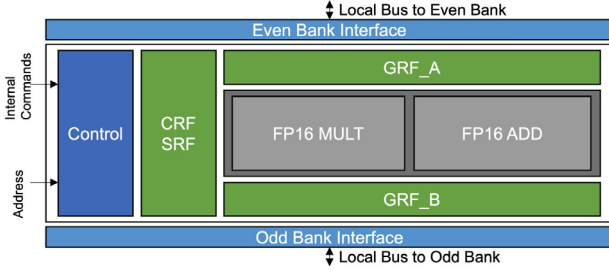 Local Bus to Even Bank
Even Bank Interface
Internal
Commands
Address
Control
CRF
SRF
GRF_A
FP16 MULT
FP16 ADD
GRF_B
Odd Bank Interface
Local Bus to Odd Bank